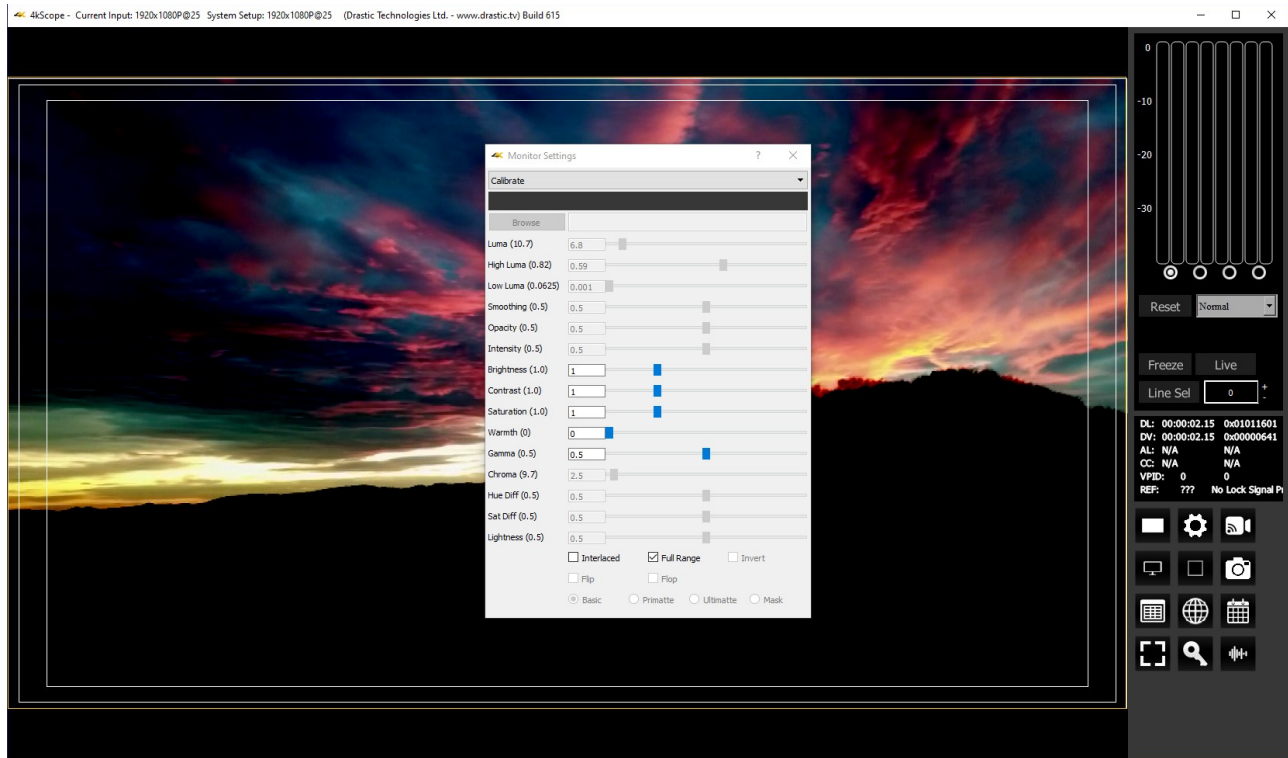 4kScope - Current Input: 1920x1080P@25 System Setup: 1920x1080P@25 (Drastic Technologies Ltd. - www.drastic.tv) Build 615
Monitor Settings
Calibrate
Browse
Luma (10.7) 6.8
High Luma (0.82) 0.59
Low Luma (0.0625) 0.001
Smoothing (0.5) 0.5
Opacity (0.5) 0.5
Intensity (0.5) 0.5
Brightness (1.0) 1
Contrast (1.0) 1
Saturation (1.0) 1
Warmth (0) 0
Gamma (0.5) 0.5
Chroma (9.7) 2.5
Hue Diff (0.5) 0.5
Sat Diff (0.5) 0.5
Lightness (0.5) 0.5
Interlaced Full Range Invert
Flip Flop
Basic Primatte Ultimatte Mask
0
-10
-20
-30
Reset Normal
Freeze Live
Line Sel 0 + -
DL: 00:00:02.15 0x01011601
DV: 00:00:02.15 0x00000641
AL: N/A N/A
CC: N/A N/A
VPID: 0 0
REF: ??? No Lock Signal Pr